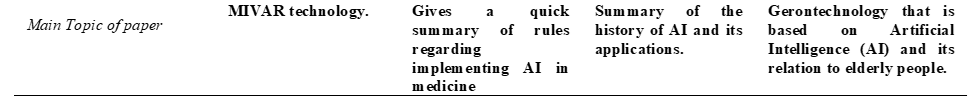 Main Topic of paper
MIVAR technology.
Gives a quick
summary of rules
regarding
implementing AI in
medicine
Summary of the
history of AI and its
applications.
Gerontechnology that is
based on Artificial
Intelligence (AI) and its
relation to elderly people.